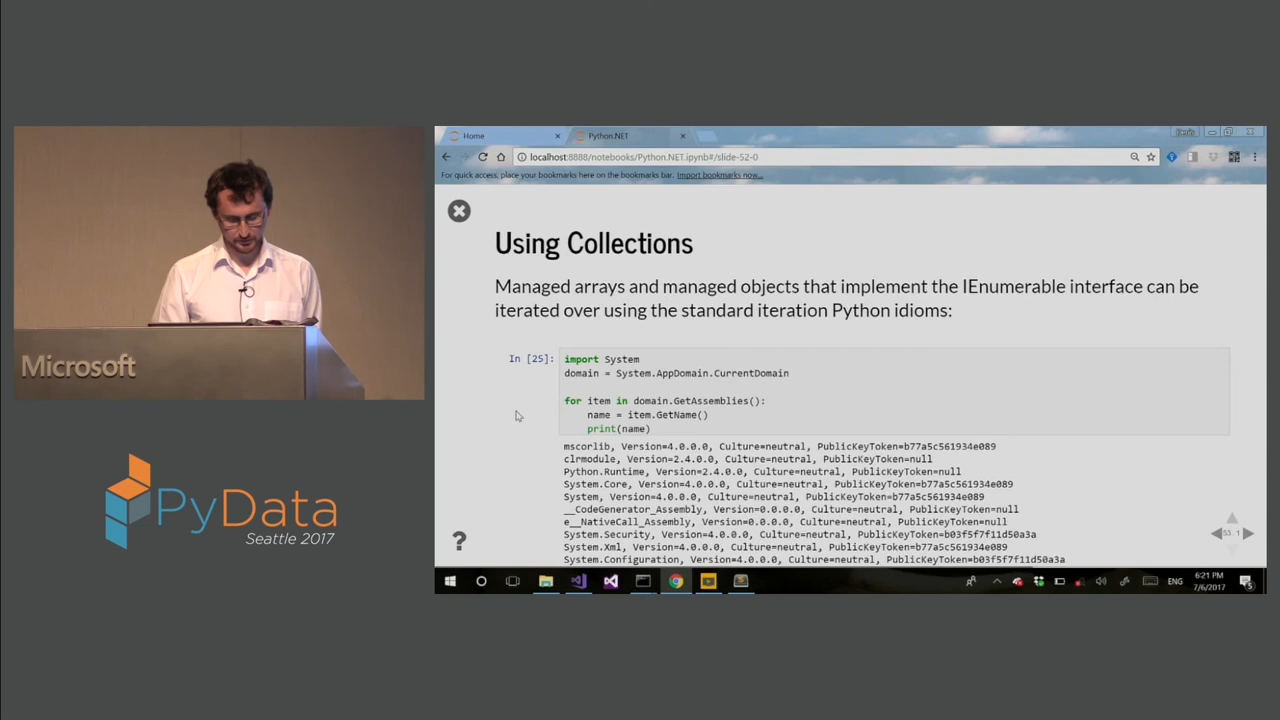 Home
Python.NET
Denis
localhost:8888/notebooks/Python.NET.ipynb#/slide-52-0
For quick access, place your bookmarks here on the bookmarks bar. Import bookmarks now...
Using Collections
Managed arrays and managed objects that implement the IEnumerable interface can be
iterated over using the standard iteration Python idioms:
In [25]:
import System
domain = System.AppDomain.CurrentDomain
for item in domain.GetAssemblies():
name = item.GetName()
print(name)
mscorlib, Version=4.0.0.0, Culture=neutral, PublicKeyToken=b77a5c561934e089
clrmodule, Version=2.4.0.0, Culture=neutral, PublicKeyToken=null
Python.Runtime, Version=2.4.0.0, Culture=neutral, PublicKeyToken=null
System.Core, Version=4.0.0.0, Culture=neutral, PublicKeyToken=b77a5c561934e089
System, Version=4.0.0.0, Culture=neutral, PublicKeyToken=b77a5c561934e089
__CodeGenerator_Assembly, Version=0.0.0.0, Culture=neutral, PublicKeyToken=null
e__NativeCall_Assembly, Version=0.0.0.0, Culture=neutral, PublicKeyToken=null
System.Security, Version=4.0.0.0, Culture=neutral, PublicKeyToken=b03f5f7f11d50a3a
System.Xml, Version=4.0.0.0, Culture=neutral, PublicKeyToken=b77a5c561934e089
System.Configuration, Version=4.0.0.0, Culture=neutral, PublicKeyToken=b03f5f7f11d50a3a
?
53 1
ENG
6:21 PM
7/6/2017
5
Microsoft
PyData
Seattle 2017